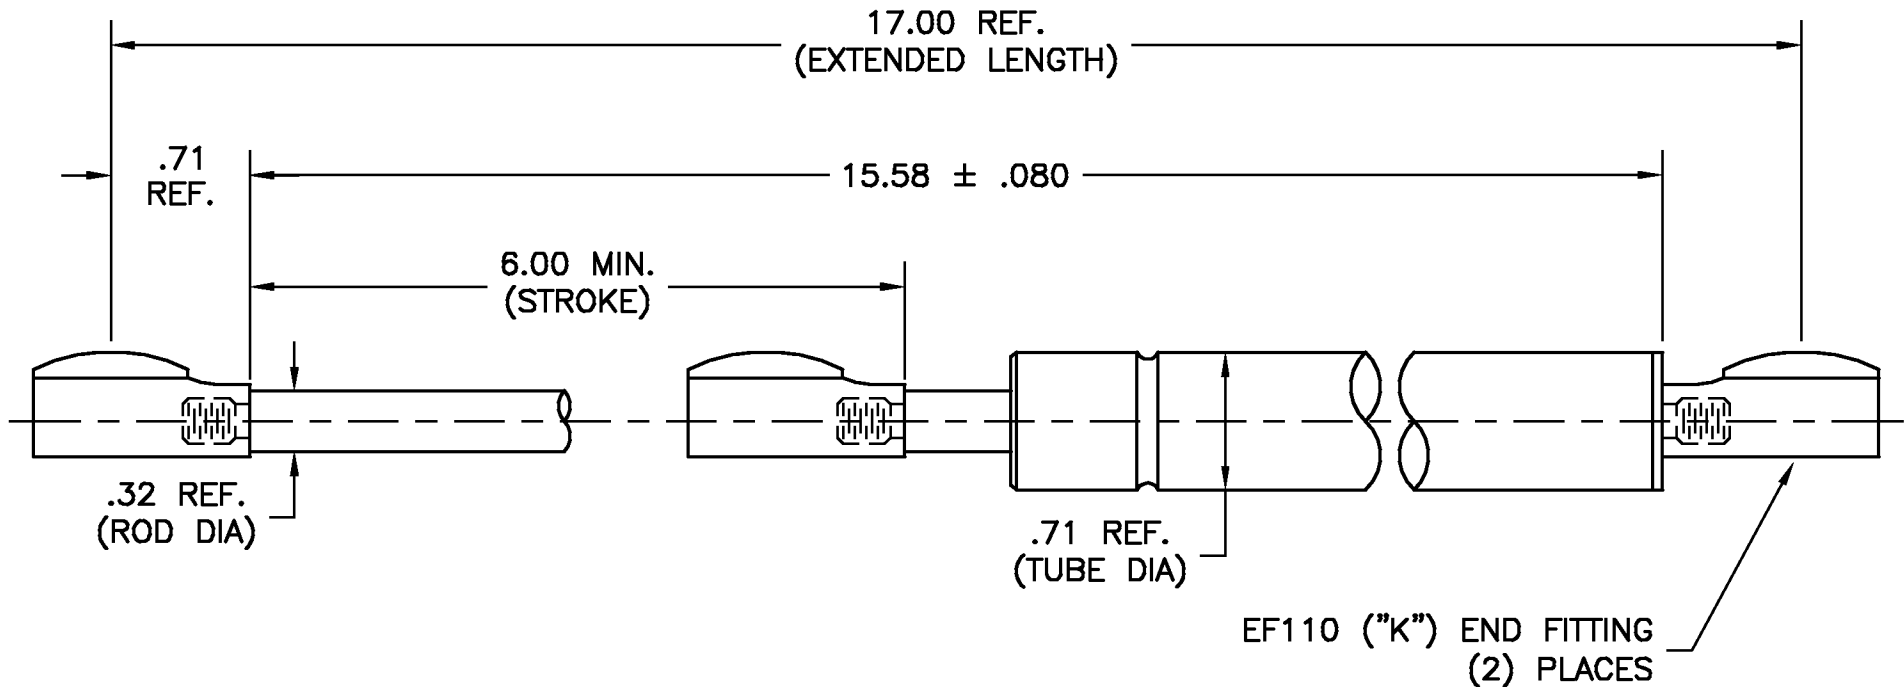 17.00 REF.
(EXTENDED LENGTH)
.71
REF.
15.58 ± .080
6.00 MIN.
(STROKE)
.32 REF.
(ROD DIA)
.71 REF.
(TUBE DIA)
EF110 ("K") END FITTING
(2) PLACES